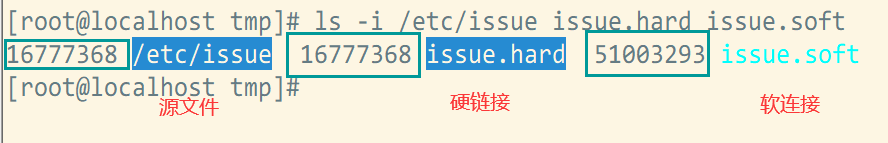 [root@localhost tmp]# ls -i /etc/issue issue.hard issue.soft
16777368 /etc/issue 16777368 issue.hard 51003293 issue.soft
[root@localhost tmp]#
源文件 硬链接 软连接